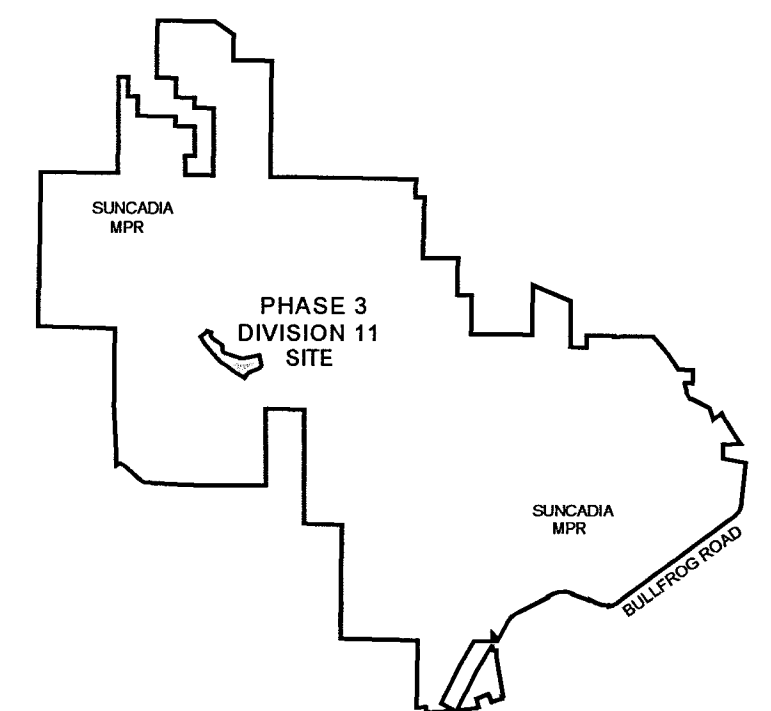 SUNCADIA
MPR
PHASE 3
DIVISION 11
SITE
SUNCADIA
MPR
BULLFROG ROAD